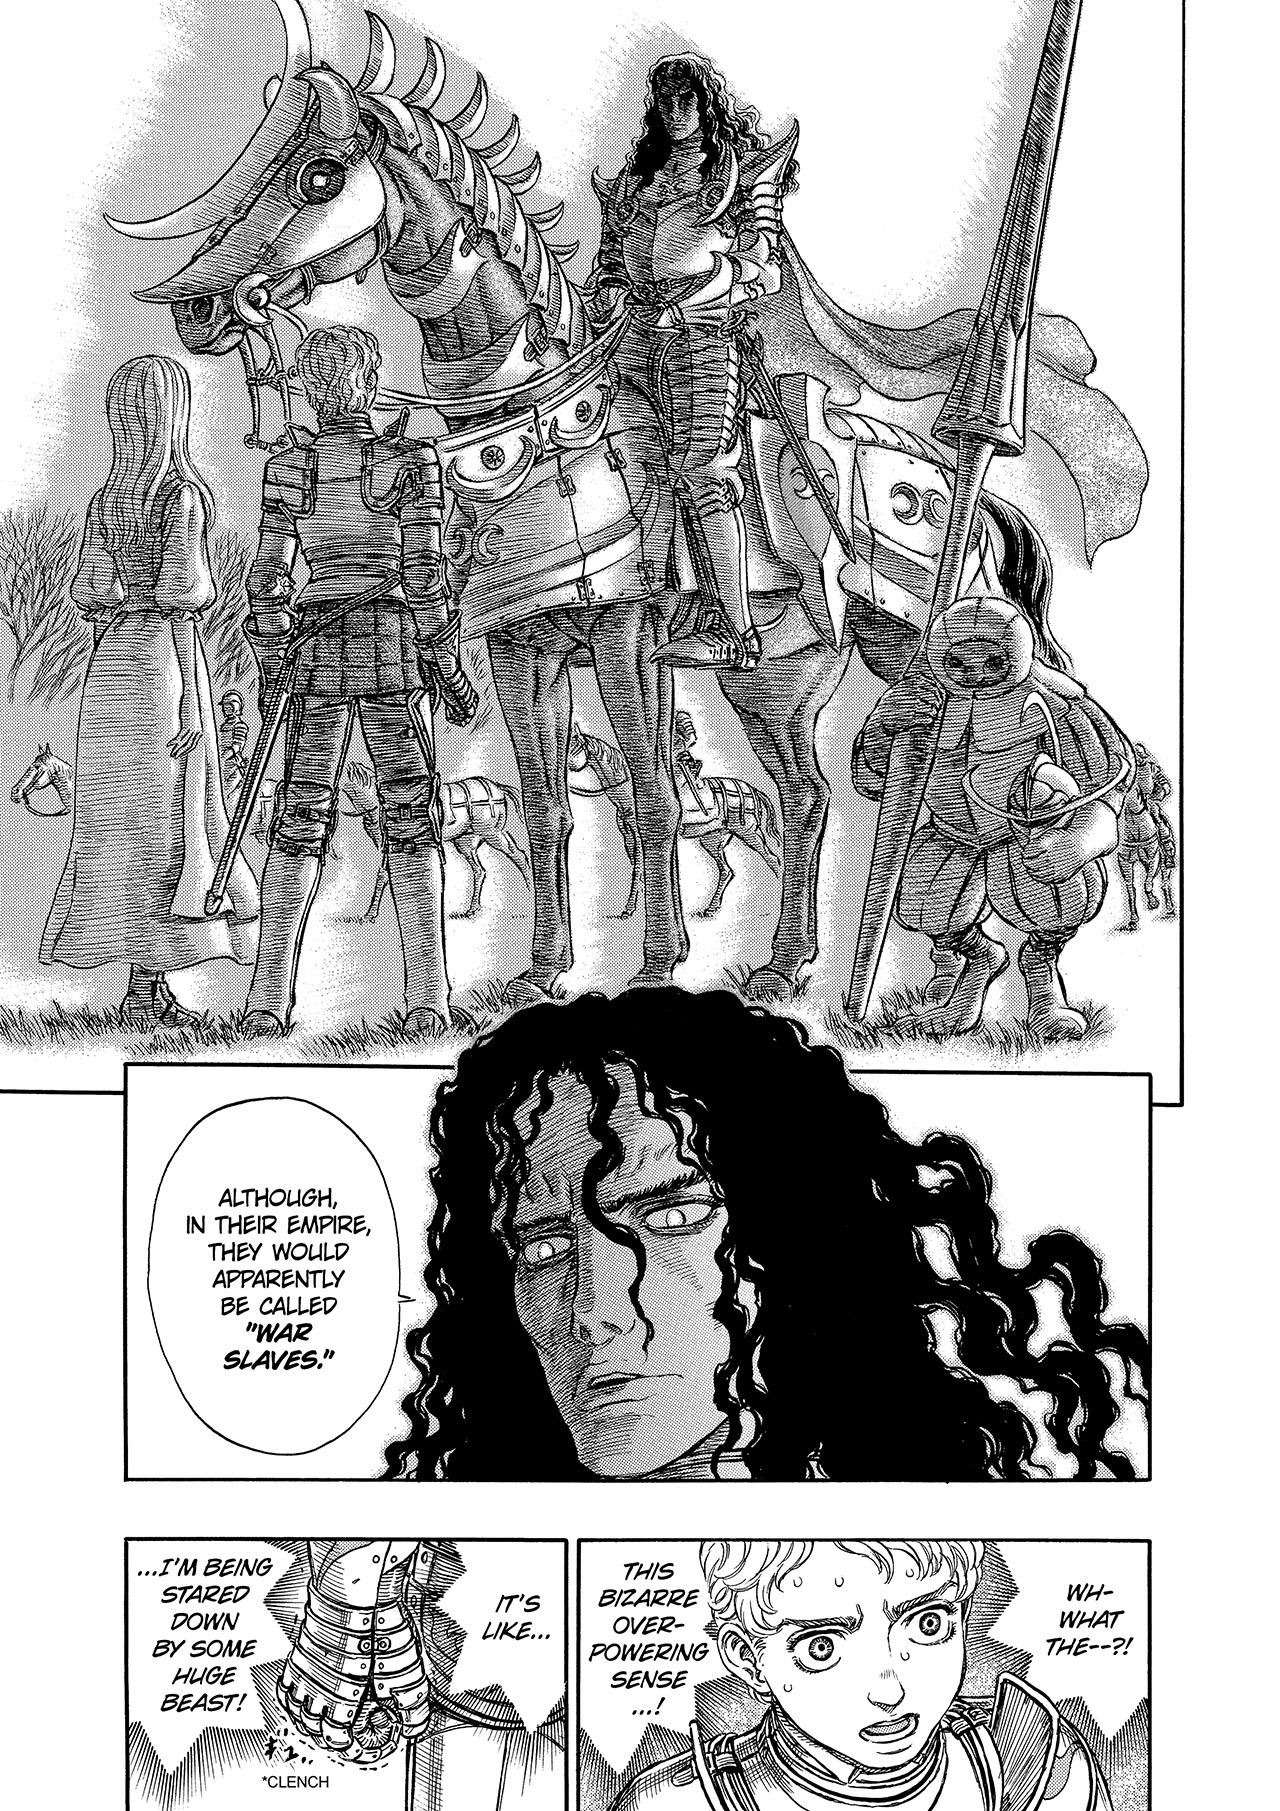 ALTHOUGH,
IN THEIR EMPIRE,
THEY WOULD
APPARENTLY
BE CALLED
"WAR
SLAVES."
WH-
WHAT
THE--?!
THIS
BIZARRE
OVER-
POWERING
SENSE
...!
IT'S
LIKE...
...I'M BEING
STARED
DOWN
BY SOME
HUGE
BEAST!
*CLENCH